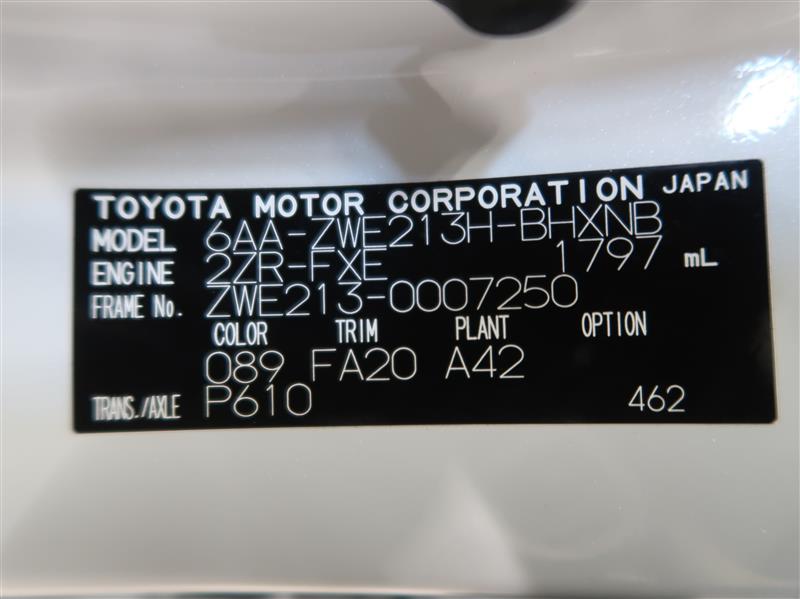 TOYOTA MOTOR CORPORATION JAPAN
MODEL 6AA-ZWE213H-BHXNB
ENGINE 2ZR-FXE 1797 mL
FRAME No. ZWE213-0007250
COLOR TRIM PLANT OPTION
089 FA20 A42
TRANS./AXLE P610 462